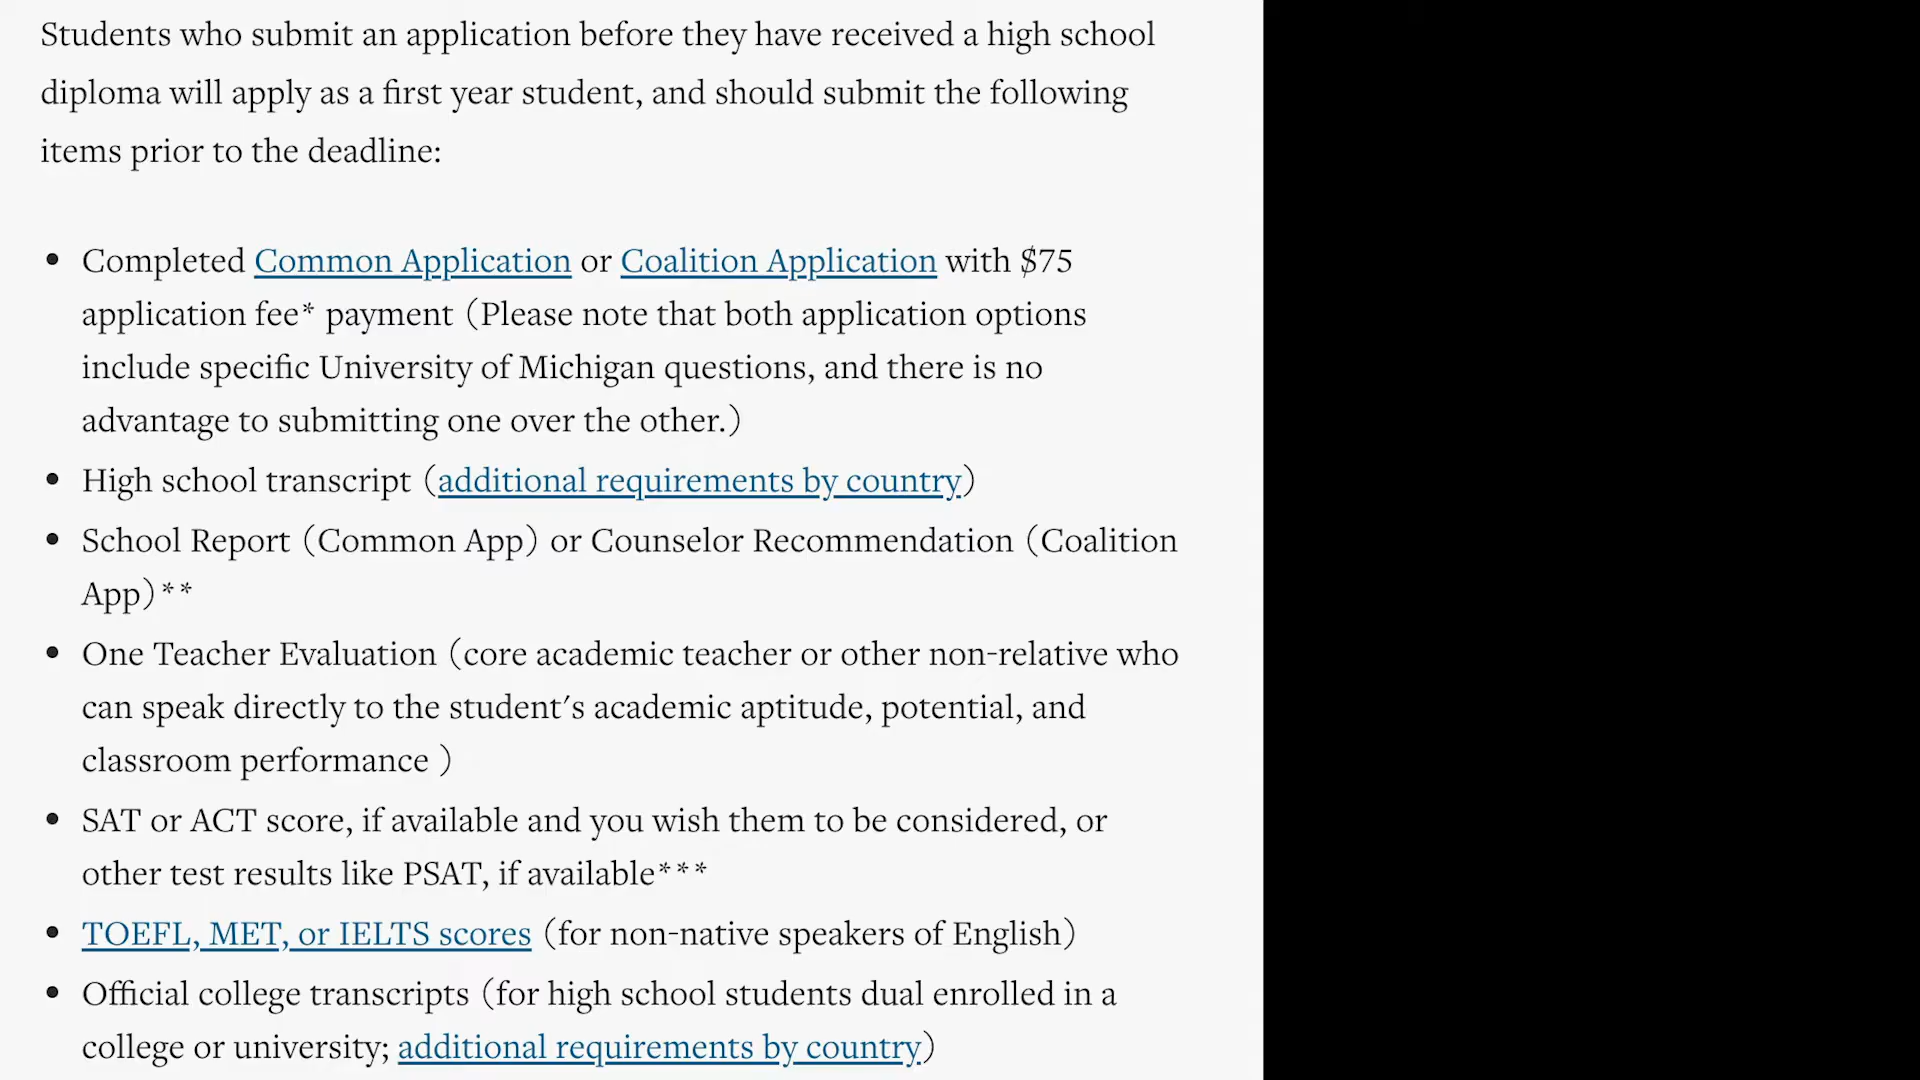 Students who submit an application before they have received a high school
diploma will apply as a first year student, and should submit the following
items prior to the deadline:
• Completed Common Application or Coalition Application with $75
application fee* payment (Please note that both application options
include specific University of Michigan questions, and there is no
advantage to submitting one over the other.)
• High school transcript (additional requirements by country)
• School Report (Common App) or Counselor Recommendation (Coalition
App)**
• One Teacher Evaluation (core academic teacher or other non-relative who
can speak directly to the student's academic aptitude, potential, and
classroom performance )
• SAT or ACT score, if available and you wish them to be considered, or
other test results like PSAT, if available***
• TOEFL, MET, or IELTS scores (for non-native speakers of English)
• Official college transcripts (for high school students dual enrolled in a
college or university; additional requirements by country)